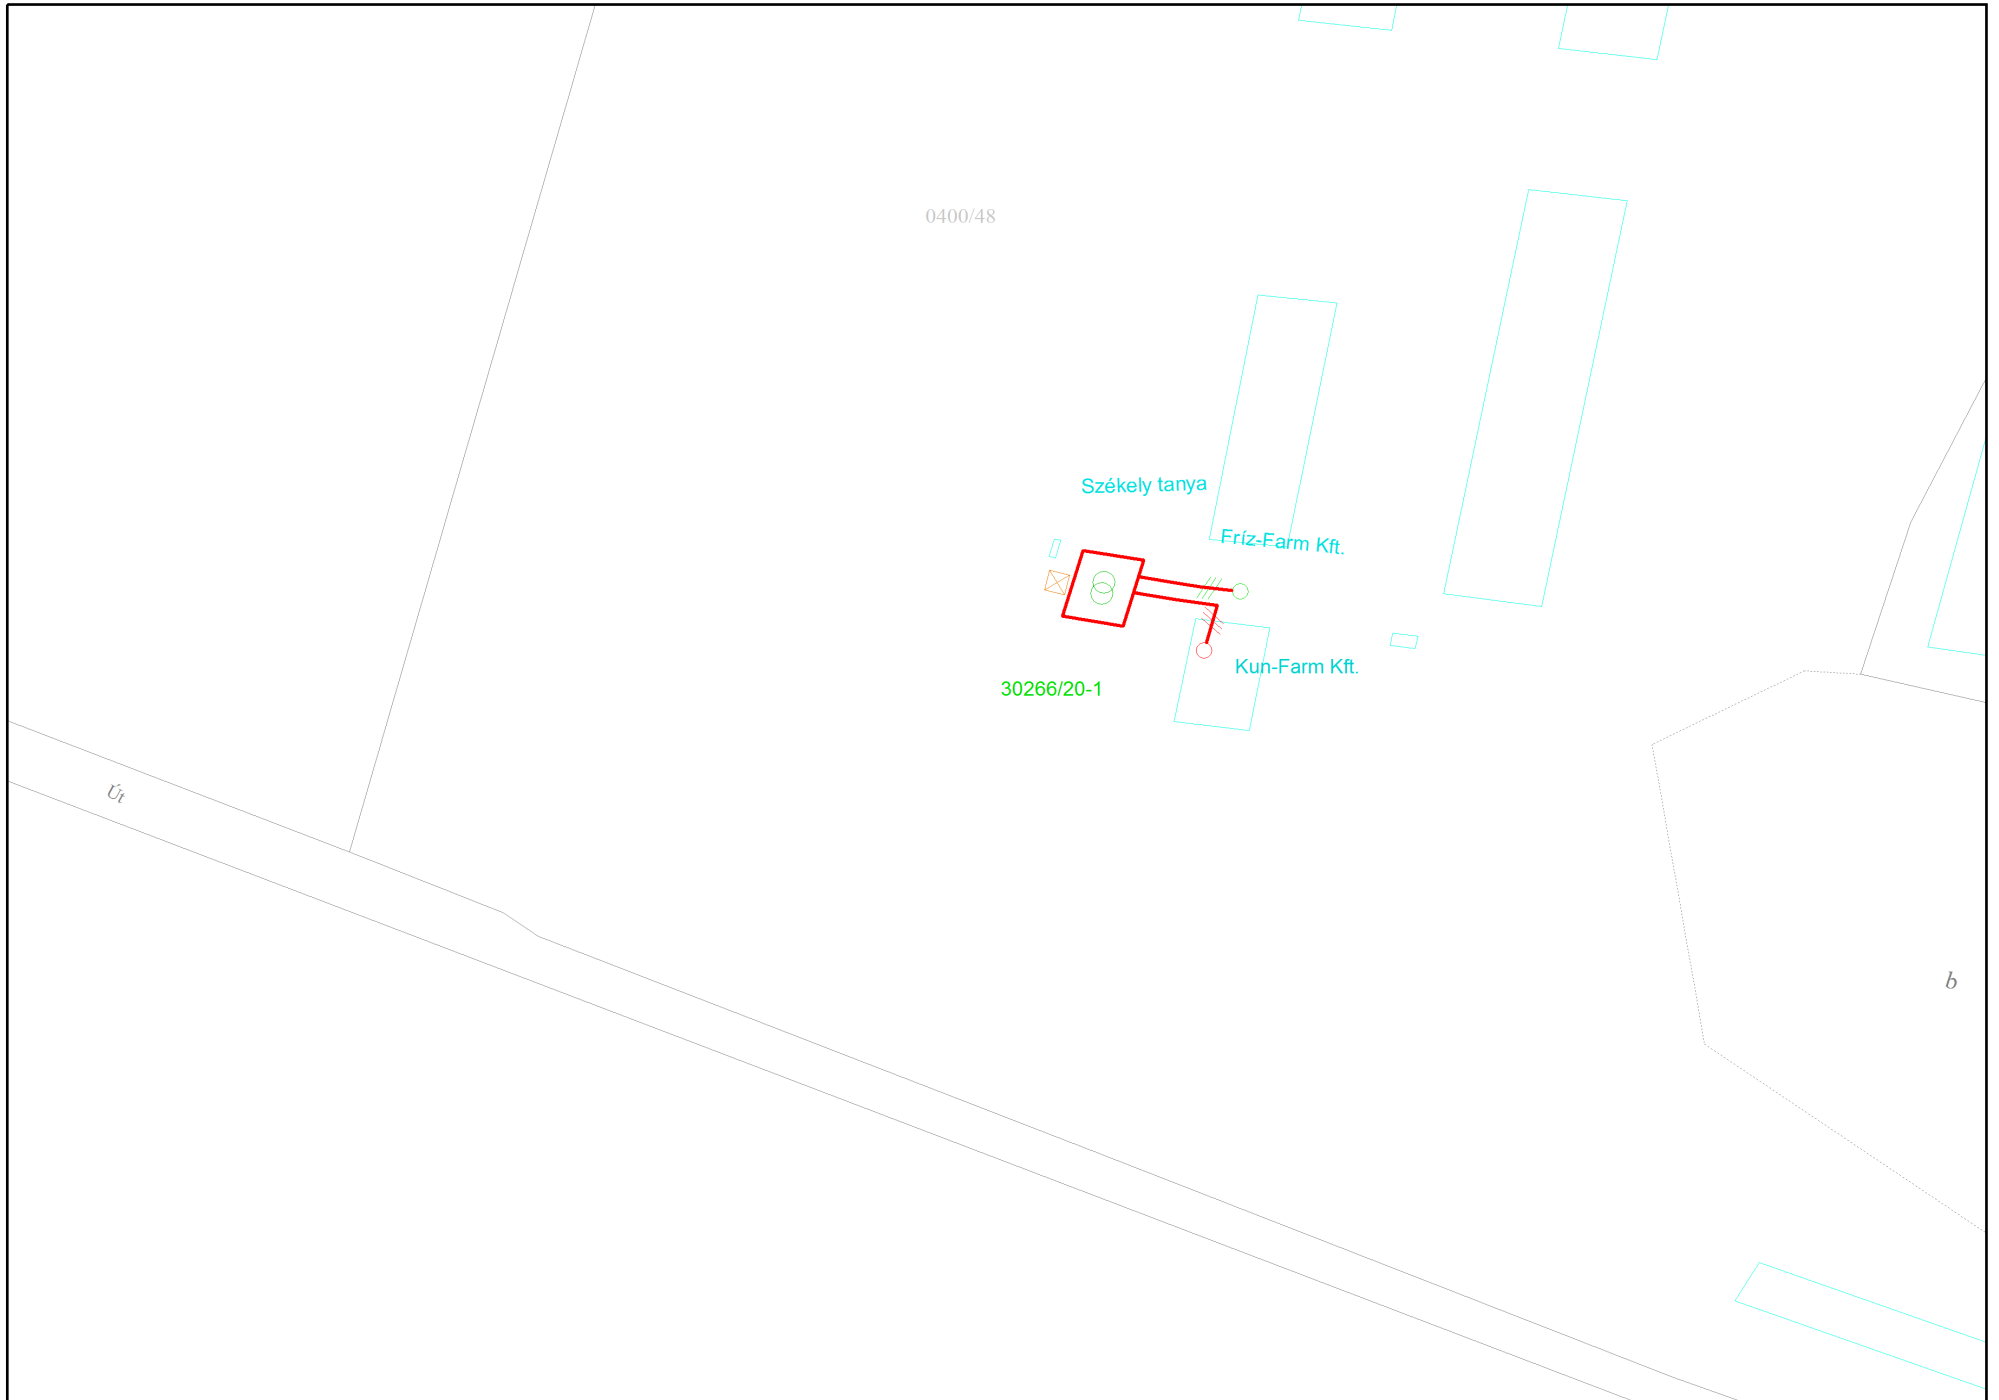 0400/48
Székely tanya
Fríz-Farm Kft.
Kun-Farm Kft.
30266/20-1
Út
b